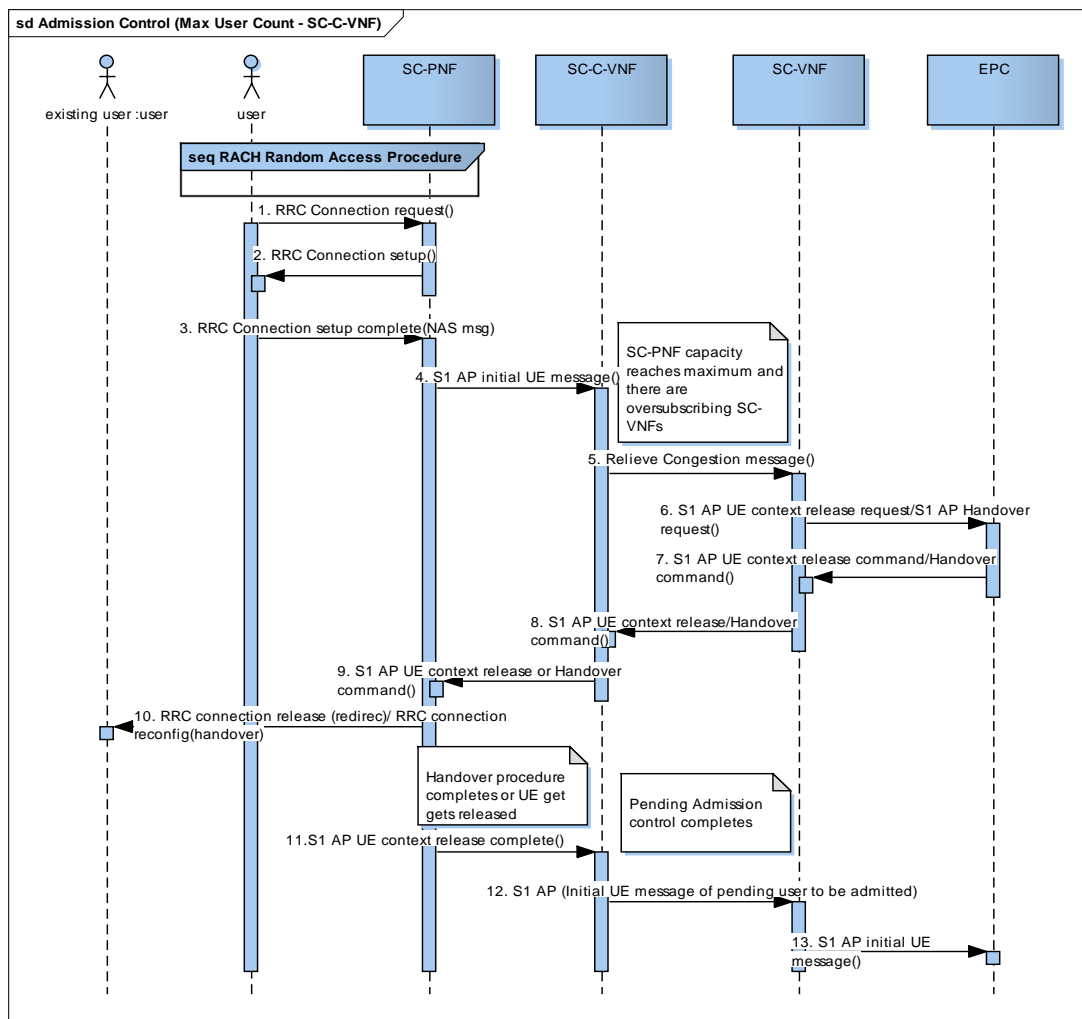 sd Admission Control (Max User Count - SC-C-VNF)
existing user :user
user
SC-PNF
SC-C-VNF
SC-VNF
EPC
seq RACH Random Access Procedure
1. RRC Connection request()
2. RRC Connection setup()
3. RRC Connection setup complete(NAS msg)
SC-PNF capacity
reaches maximum and
there are
oversubscribing SC-
VNFs
4. S1 AP initial UE message()
5. Relieve Congestion message()
6. S1 AP UE context release request/S1 AP Handover
request()
7. S1 AP UE context release command/Handover
command()
8. S1 AP UE context release/Handover
command()
9. S1 AP UE context release or Handover
command()
10. RRC connection release (redirec)/ RRC connection
reconfig(handover)
Handover procedure
completes or UE get
gets released
Pending Admission
control completes
11.S1 AP UE context release complete()
12. S1 AP (Initial UE message of pending user to be admitted)
13. S1 AP initial UE
message()